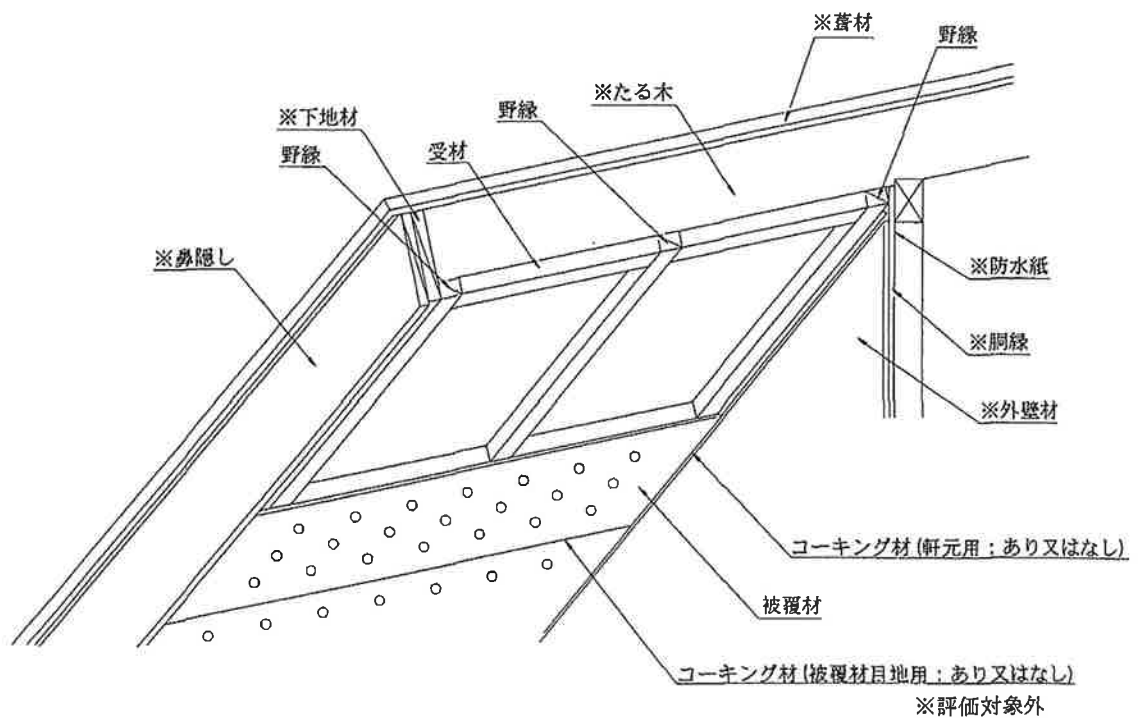 ※葺材
野縁
※たる木
野縁
※下地材
受材
野縁
※鼻隠し
※防水紙
※胴縁
※外壁材
コーキング材(軒元用:あり又はなし)
被覆材
コーキング材(被覆材目地用:あり又はなし)
※評価対象外